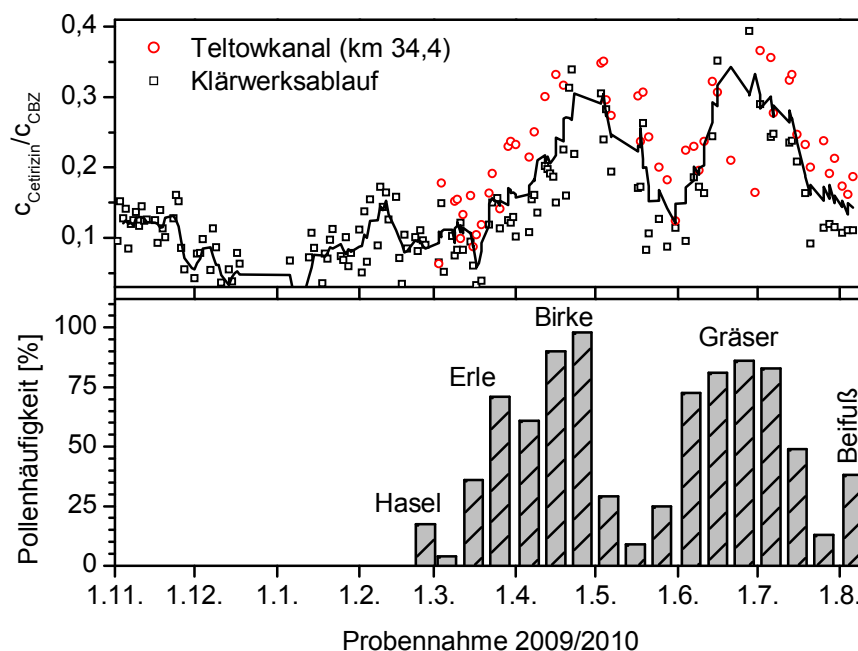 0,4
0,3
0,2
0,1
c_Cetirizin/c_CBZ
Teltowkanal (km 34,4)
Klärwerksablauf
100
75
50
25
0
Pollenhäufigkeit [%]
Hasel
Erle
Birke
Gräser
Beifuß
1.11. 1.12. 1.1. 1.2. 1.3. 1.4. 1.5. 1.6. 1.7. 1.8.
Probennahme 2009/2010